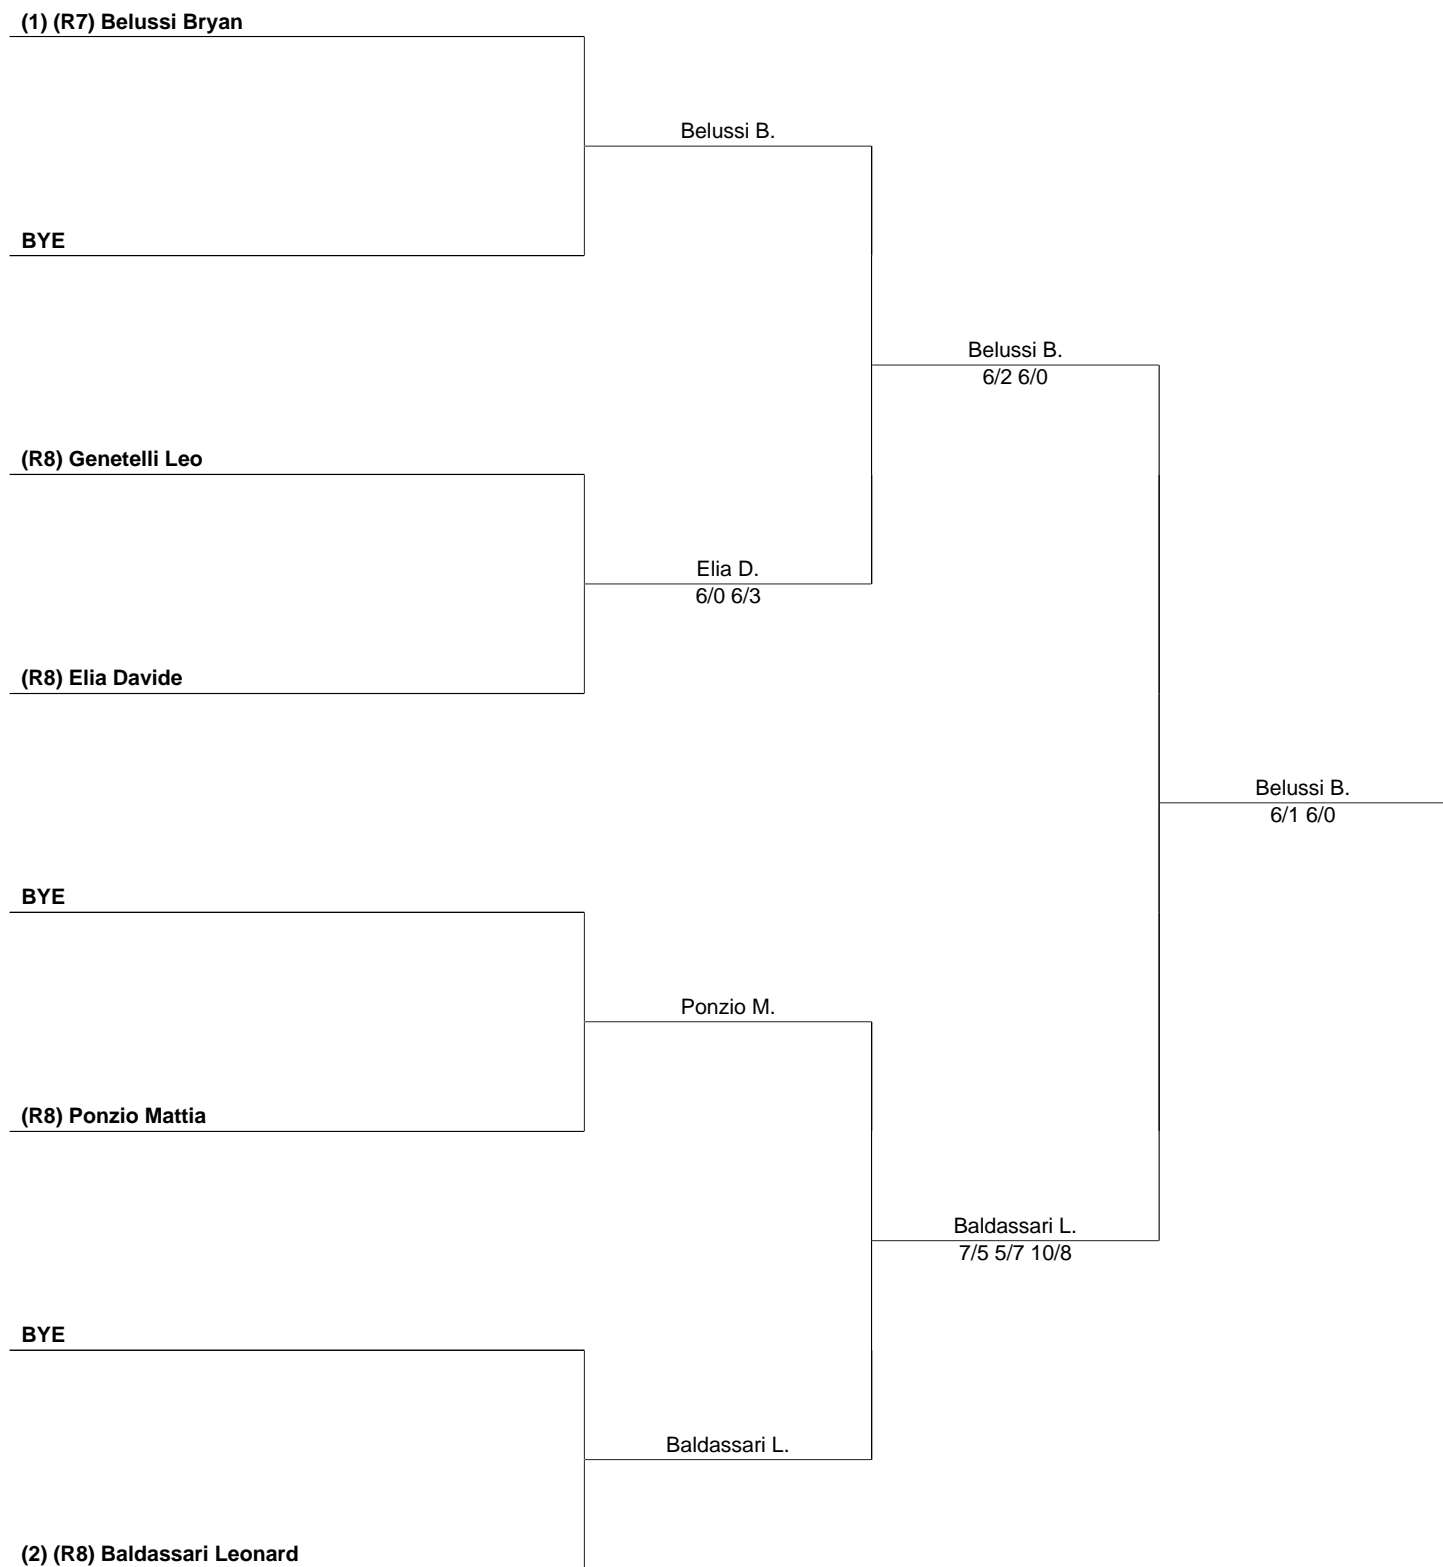 (1) (R7) Belussi Bryan
Belussi B.
BYE
Belussi B.
6/2 6/0
(R8) Genetelli Leo
Elia D.
6/0 6/3
(R8) Elia Davide
Belussi B.
6/1 6/0
BYE
Ponzio M.
(R8) Ponzio Mattia
Baldassari L.
7/5 5/7 10/8
BYE
Baldassari L.
(2) (R8) Baldassari Leonard